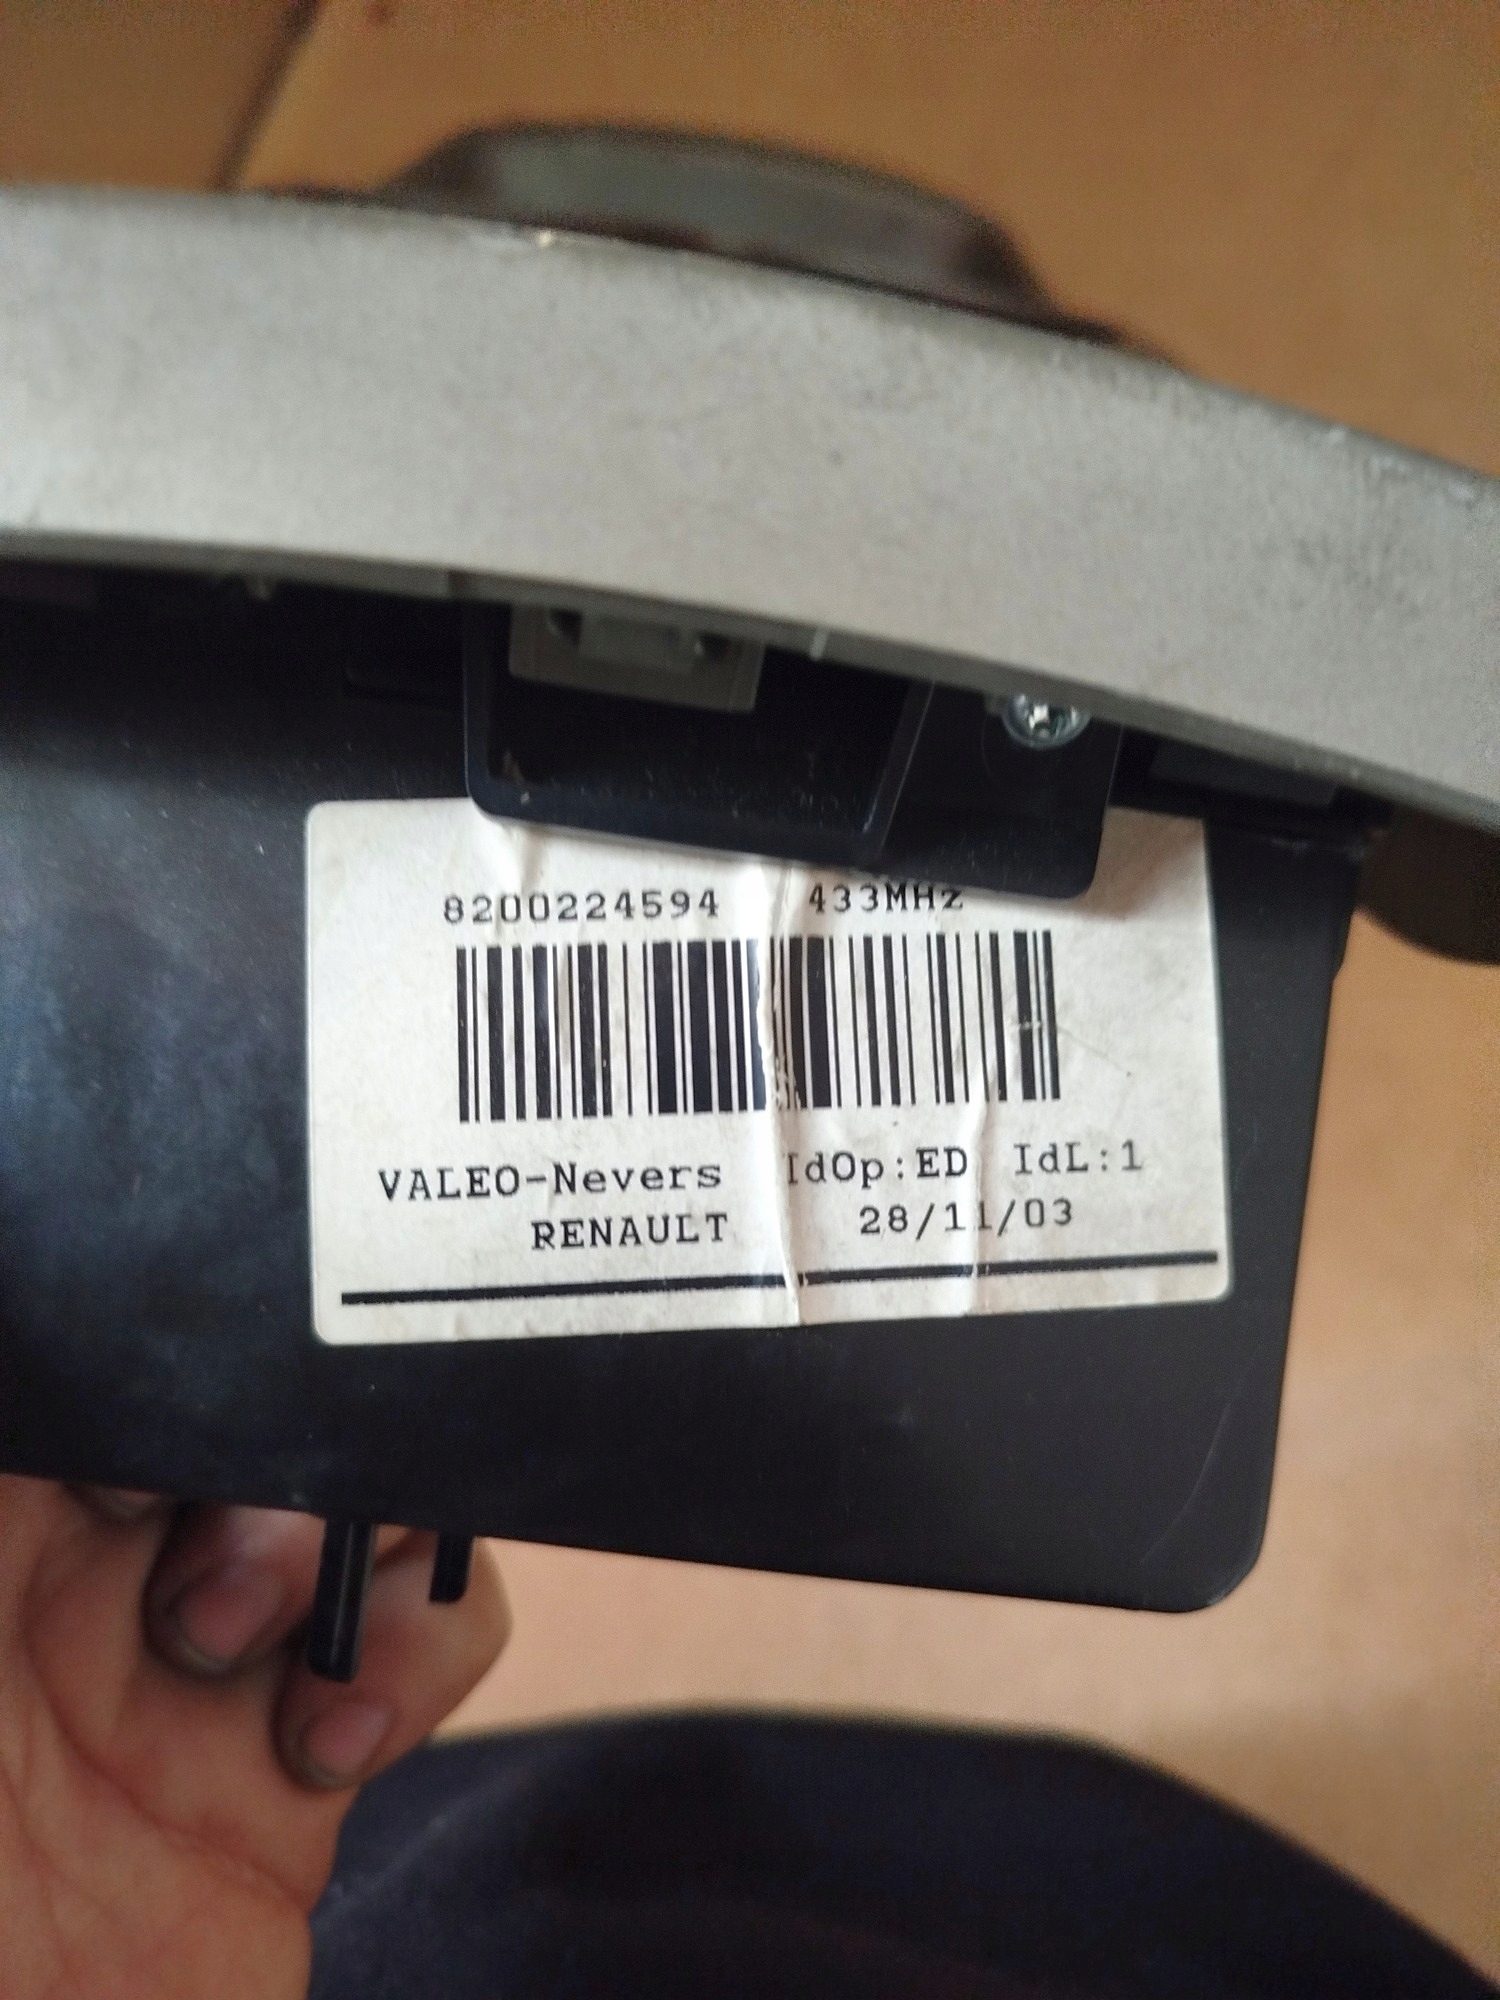 8200224594 433MHz
VALEO-Nevers IdOp:ED IdL:1
RENAULT 28/11/03